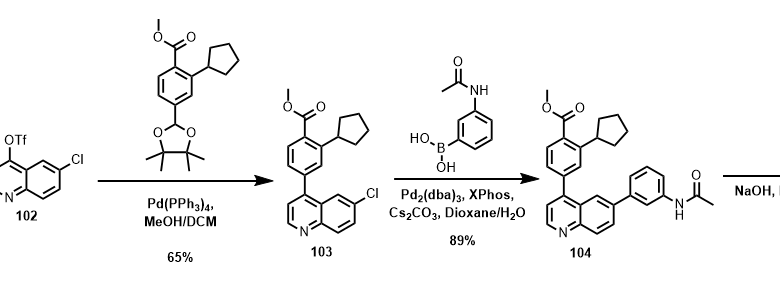 O
O
O
O
OTf
Cl
N
102
Pd(PPh3)4,
MeOH/DCM
65%
O
O
Cl
N
103
O
NH
HO
B
OH
Pd2(dba)3, XPhos,
Cs2CO3, Dioxane/H2O
89%
O
O
O
N
H
N
104
NaOH,